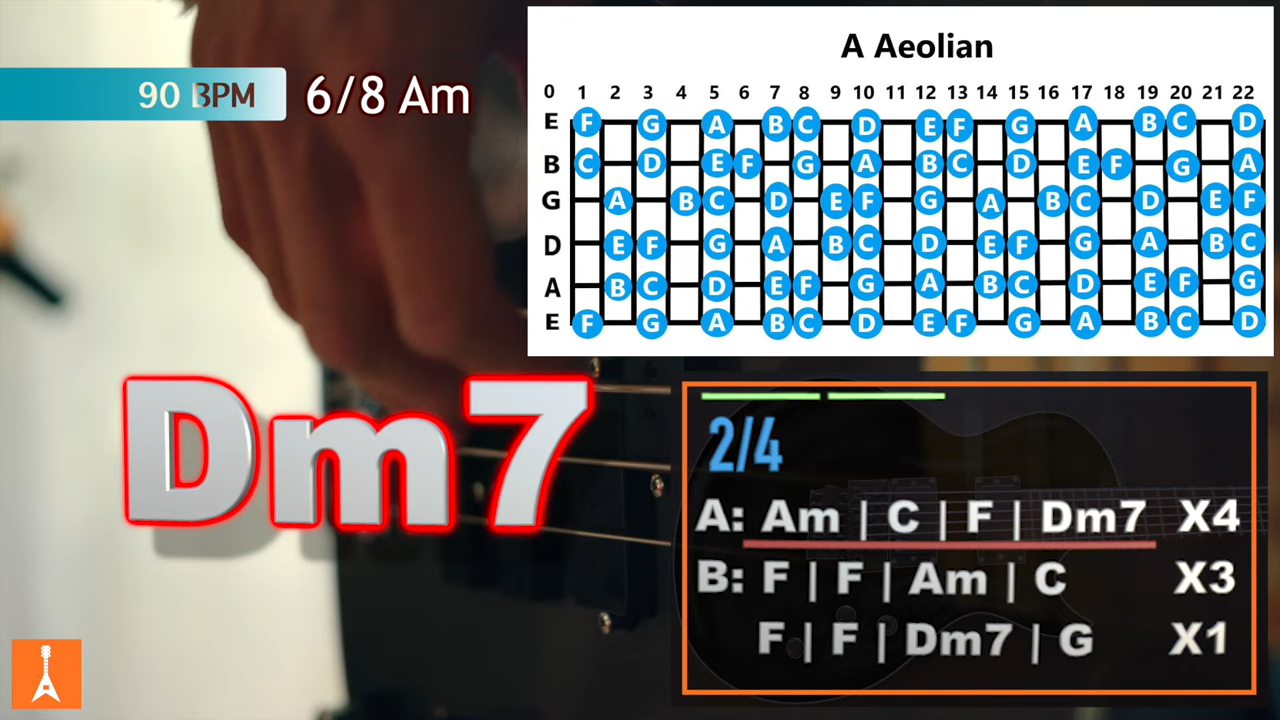 90 BPM 6/8 Am
A Aeolian
0 1 2 3 4 5 6 7 8 9 10 11 12 13 14 15 16 17 18 19 20 21 22
E F G A B C D E F G A B C D
B C D E F G A B C D E F G A
G A B C D E F G A B C D E F
D E F G A B C D E F G A B C
A B C D E F G A B C D E F G
E F G A B C D E F G A B C D
Dm7
2/4
A: Am | C | F | Dm7 X4
B: F | F | Am | C X3
F | F | Dm7 | G X1